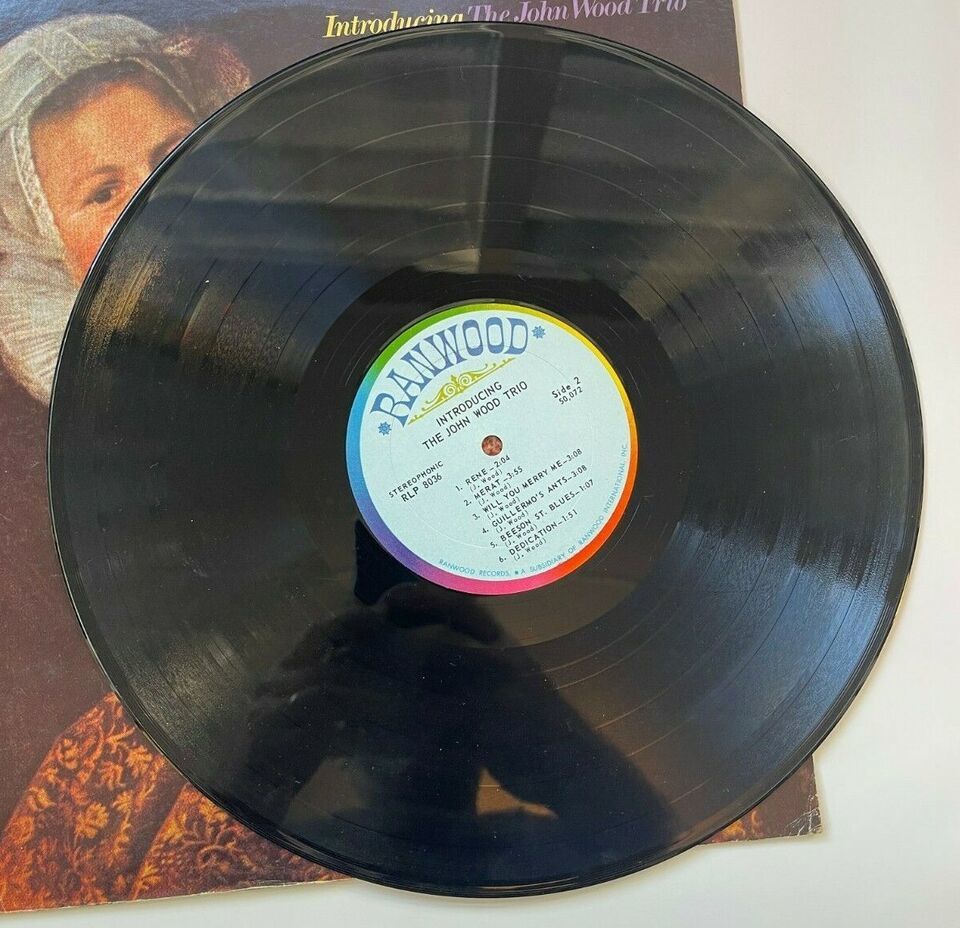 Introducing The John Wood Trio
RANWOOD
INTRODUCING
THE JOHN WOOD TRIO
Side 2
50,072
STEREOPHONIC
RLP 8036
1. RENE–2:04
(J. Wood)
2. MERAT–3:55
(J. Wood)
3. WILL YOU MERRY ME–3:08
(J. Wood)
4. GUILLERMO'S ANTS–3:08
(J. Wood)
5. BEESON ST. BLUES–1:07
(J. Wood)
6. DEDICATION–1:51
(J. Wood)
RANWOOD RECORDS, • A SUBSIDIARY OF RANWOOD INTERNATIONAL INC.